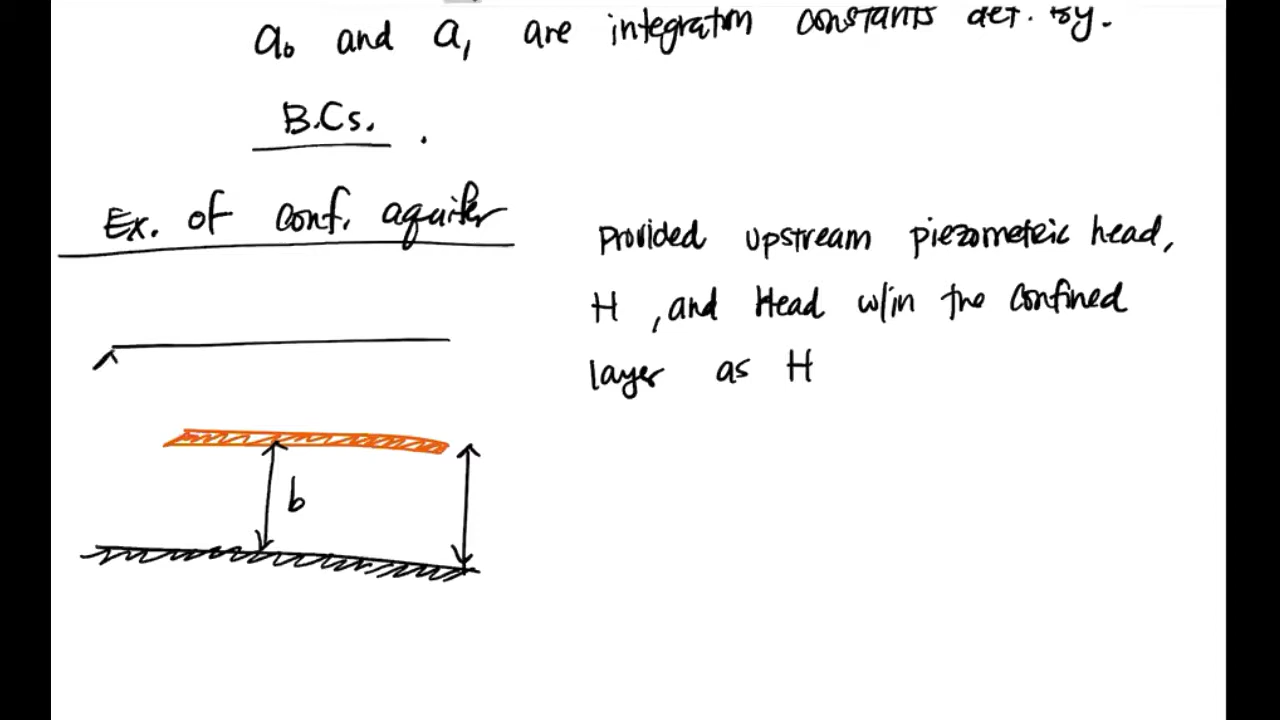 a₀ and a₁ are integration constants det. by.
B.Cs.
Ex. of conf. aquifer
provided upstream piezometric head,
H , and Head w/in the confined
layer as H
b